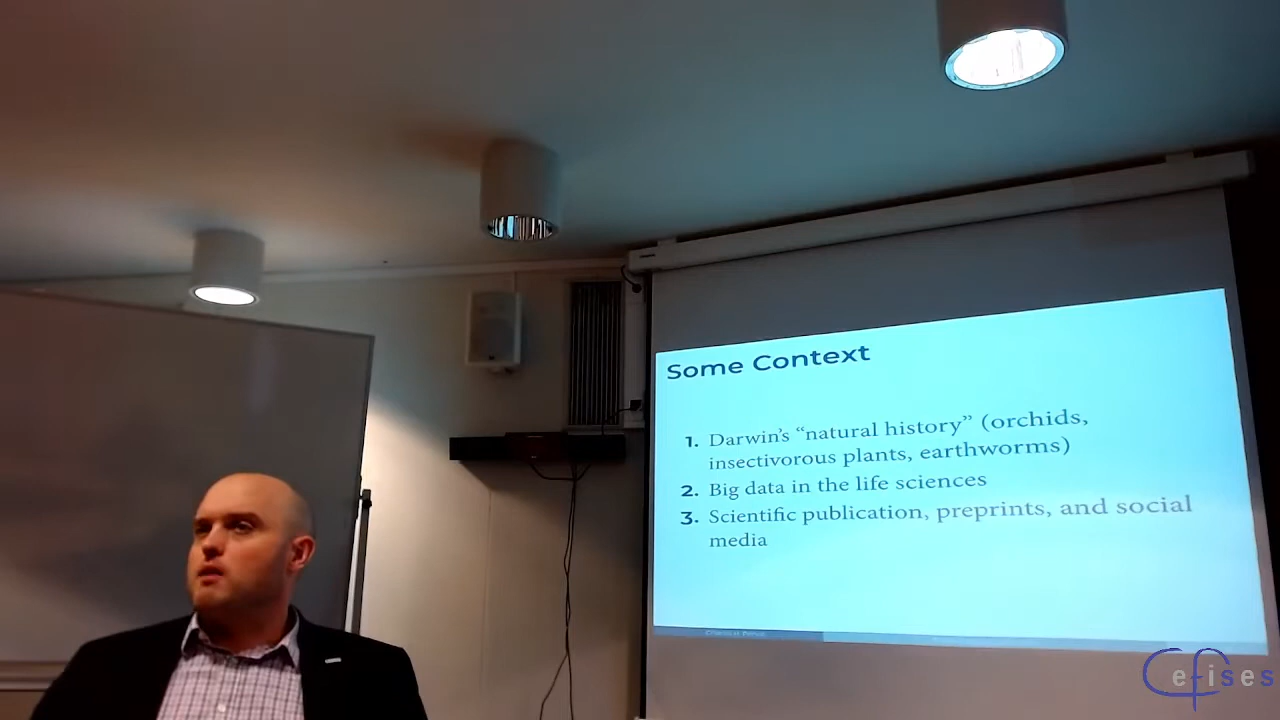 Some Context
1. Darwin's “natural history” (orchids,
insectivorous plants, earthworms)
2. Big data in the life sciences
3. Scientific publication, preprints, and social
media
Cefises